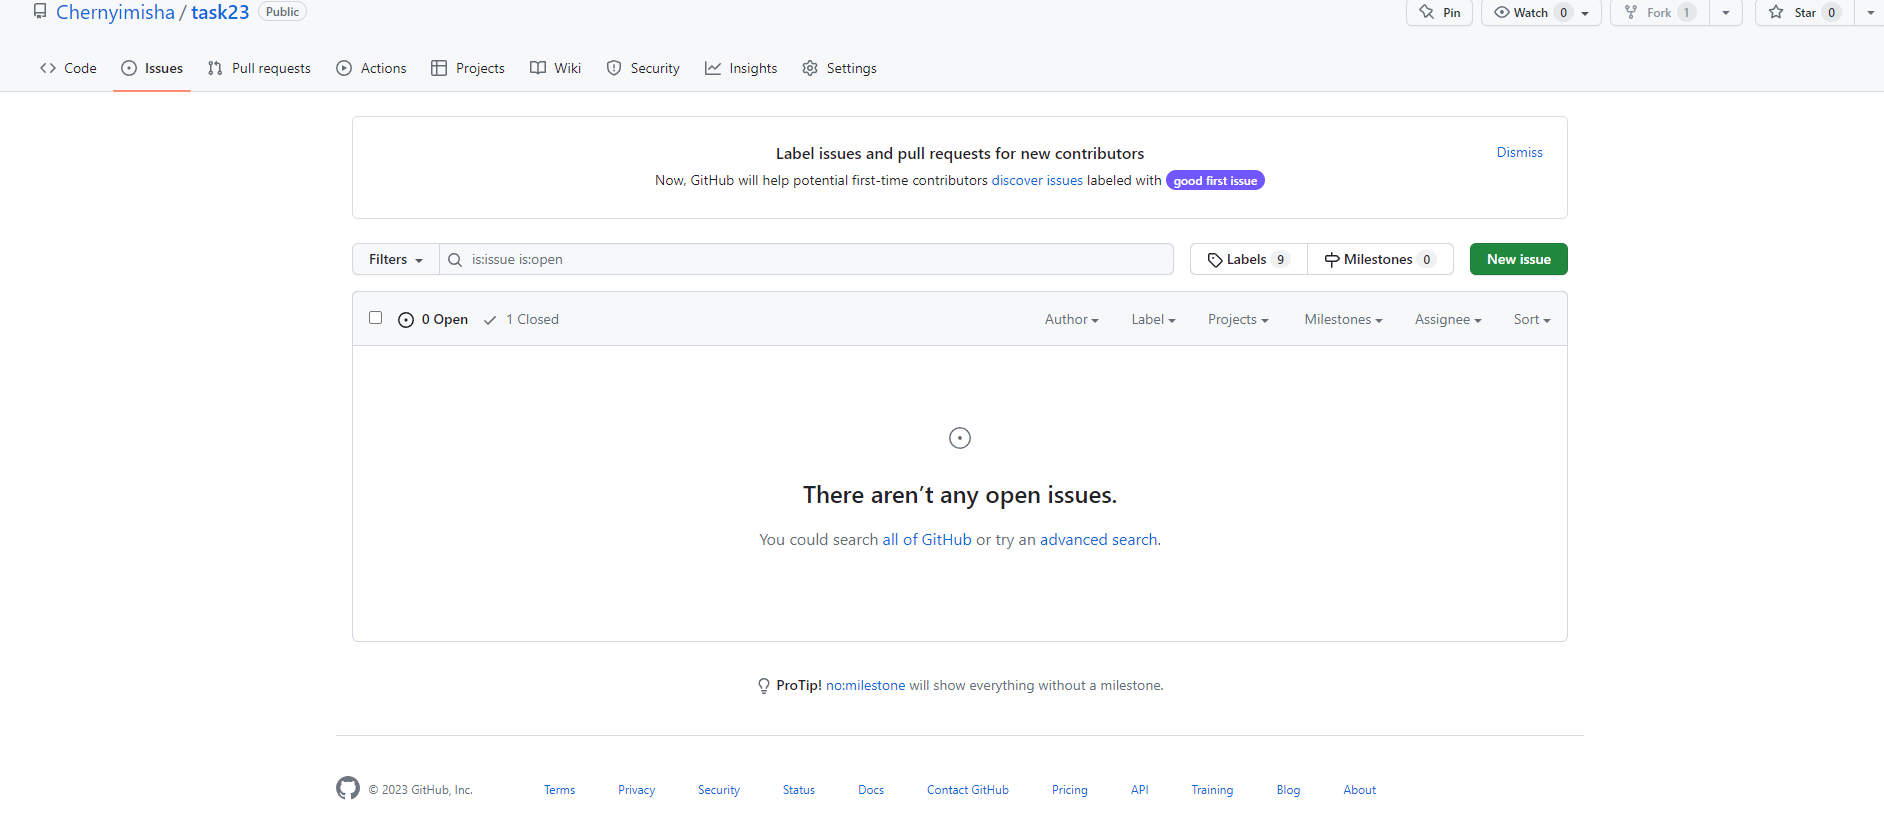 Chernyimisha / task23 Public Pin Watch 0 Fork 1 Star 0
Code Issues Pull requests Actions Projects Wiki Security Insights Settings
Label issues and pull requests for new contributors
Dismiss
Now, GitHub will help potential first-time contributors discover issues labeled with good first issue
Filters is:issue is:open Labels 9 Milestones 0 New issue
0 Open 1 Closed Author Label Projects Milestones Assignee Sort
There aren’t any open issues.
You could search all of GitHub or try an advanced search.
ProTip! no:milestone will show everything without a milestone.
© 2023 GitHub, Inc. Terms Privacy Security Status Docs Contact GitHub Pricing API Training Blog About